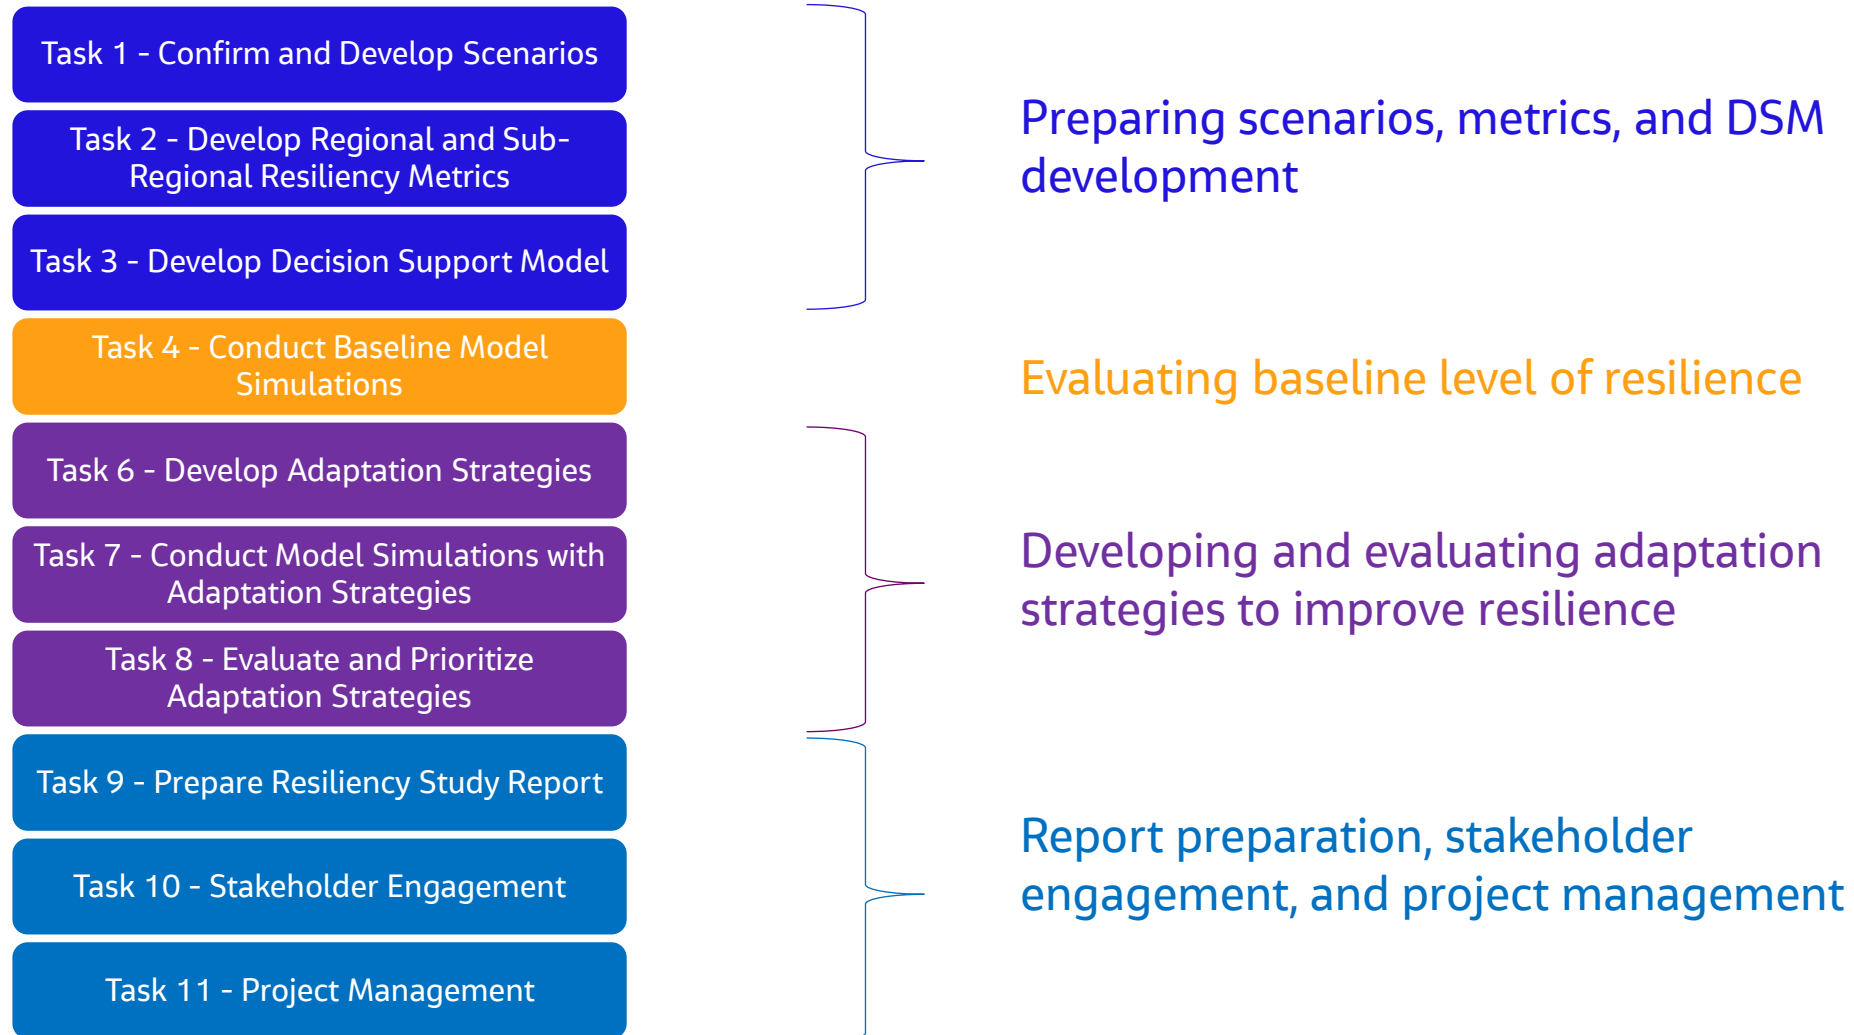 Task 1 - Confirm and Develop Scenarios
Task 2 - Develop Regional and Sub-
Regional Resiliency Metrics
Task 3 - Develop Decision Support Model
Preparing scenarios, metrics, and DSM
development
Task 4 - Conduct Baseline Model
Simulations
Evaluating baseline level of resilience
Task 6 - Develop Adaptation Strategies
Task 7 - Conduct Model Simulations with
Adaptation Strategies
Task 8 - Evaluate and Prioritize
Adaptation Strategies
Developing and evaluating adaptation
strategies to improve resilience
Task 9 - Prepare Resiliency Study Report
Task 10 - Stakeholder Engagement
Task 11 - Project Management
Report preparation, stakeholder
engagement, and project management